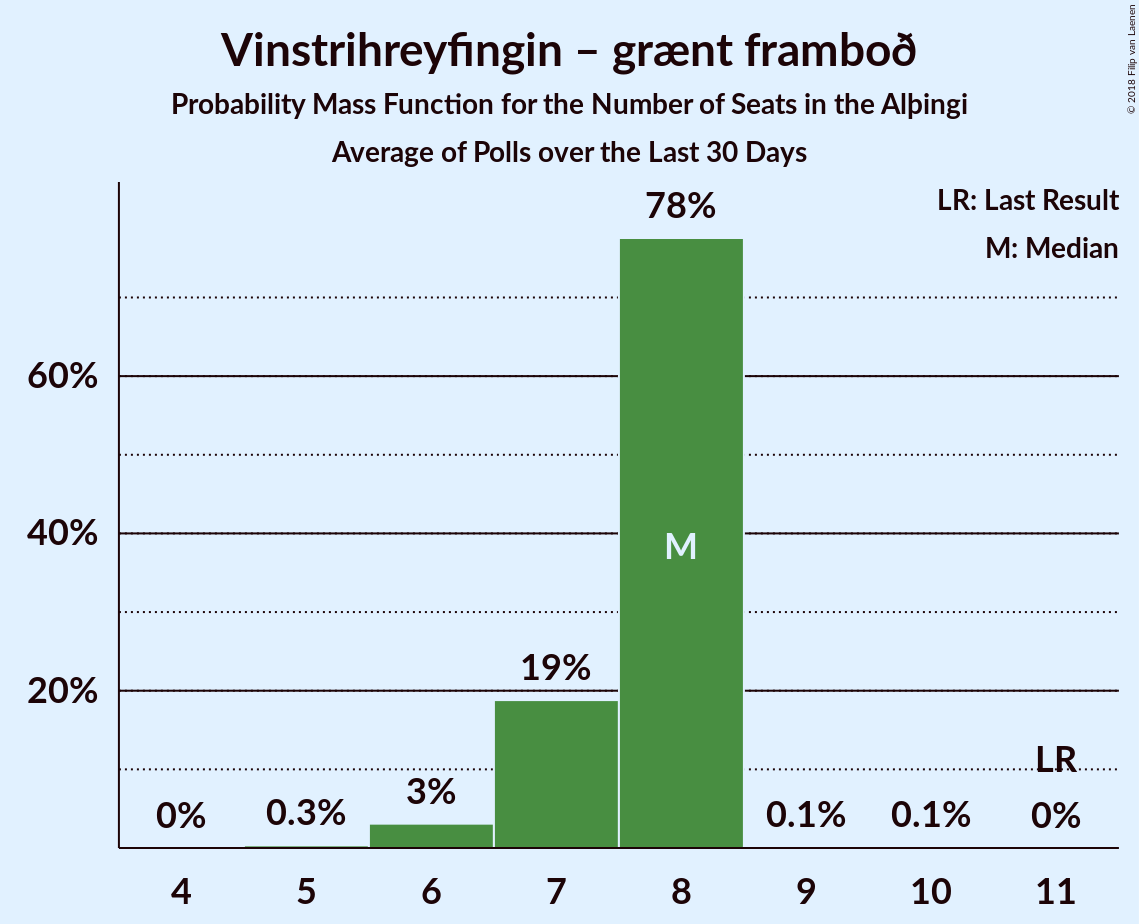 Vinstrihreyfingin – grænt framboð
Probability Mass Function for the Number of Seats in the Alþingi
Average of Polls over the Last 30 Days
© 2018 Filip van Laenen
LR: Last Result
M: Median
78%
60%
40%
20%
M
19%
LR
0%
0.3%
3%
0.1%
0.1%
0%
4
5
6
7
8
9
10
11